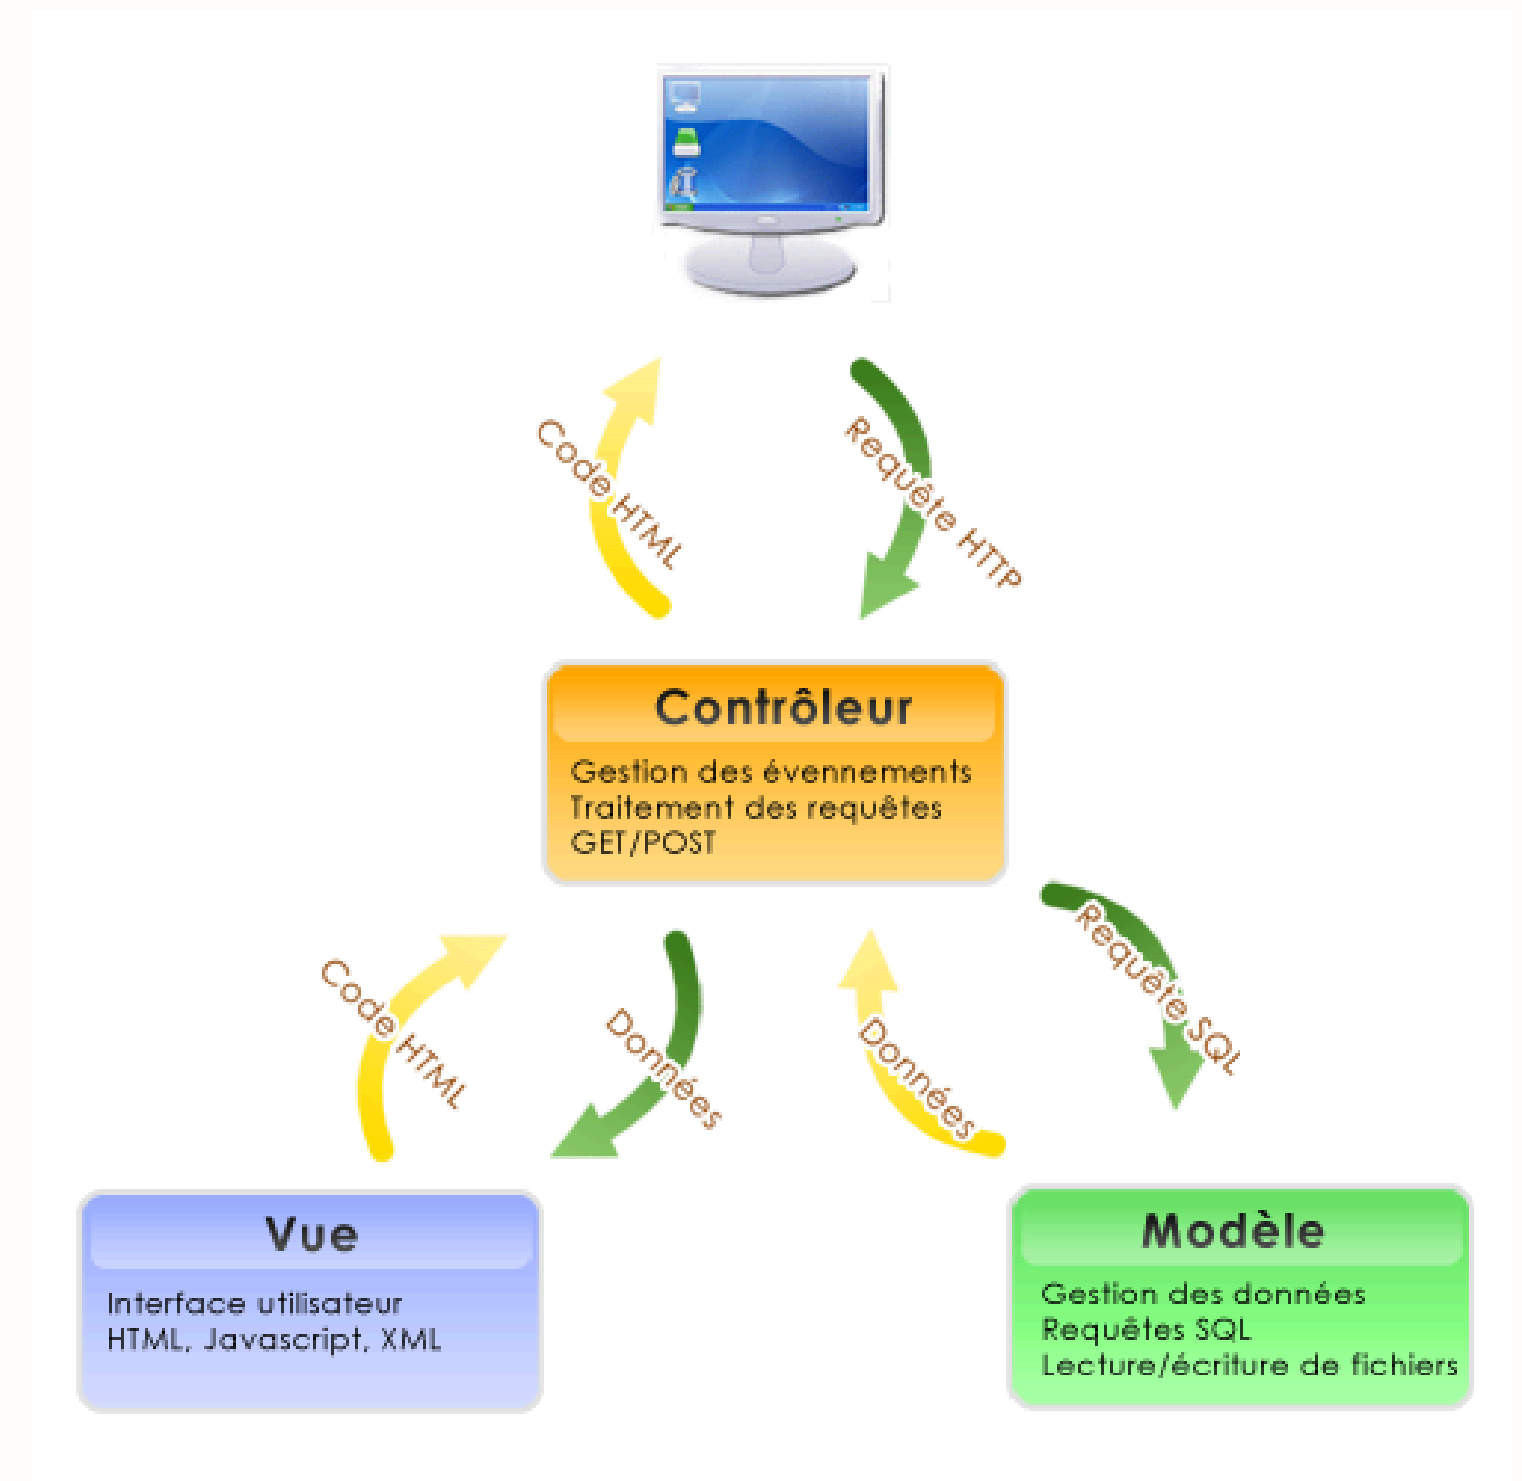 Code HTML
Requête HTTP
Contrôleur
Gestion des évennements
Traitement des requêtes
GET/POST
Code HTML
Données
Données
Requête SQL
Vue
Interface utilisateur
HTML, Javascript, XML
Modèle
Gestion des données
Requêtes SQL
Lecture/écriture de fichiers